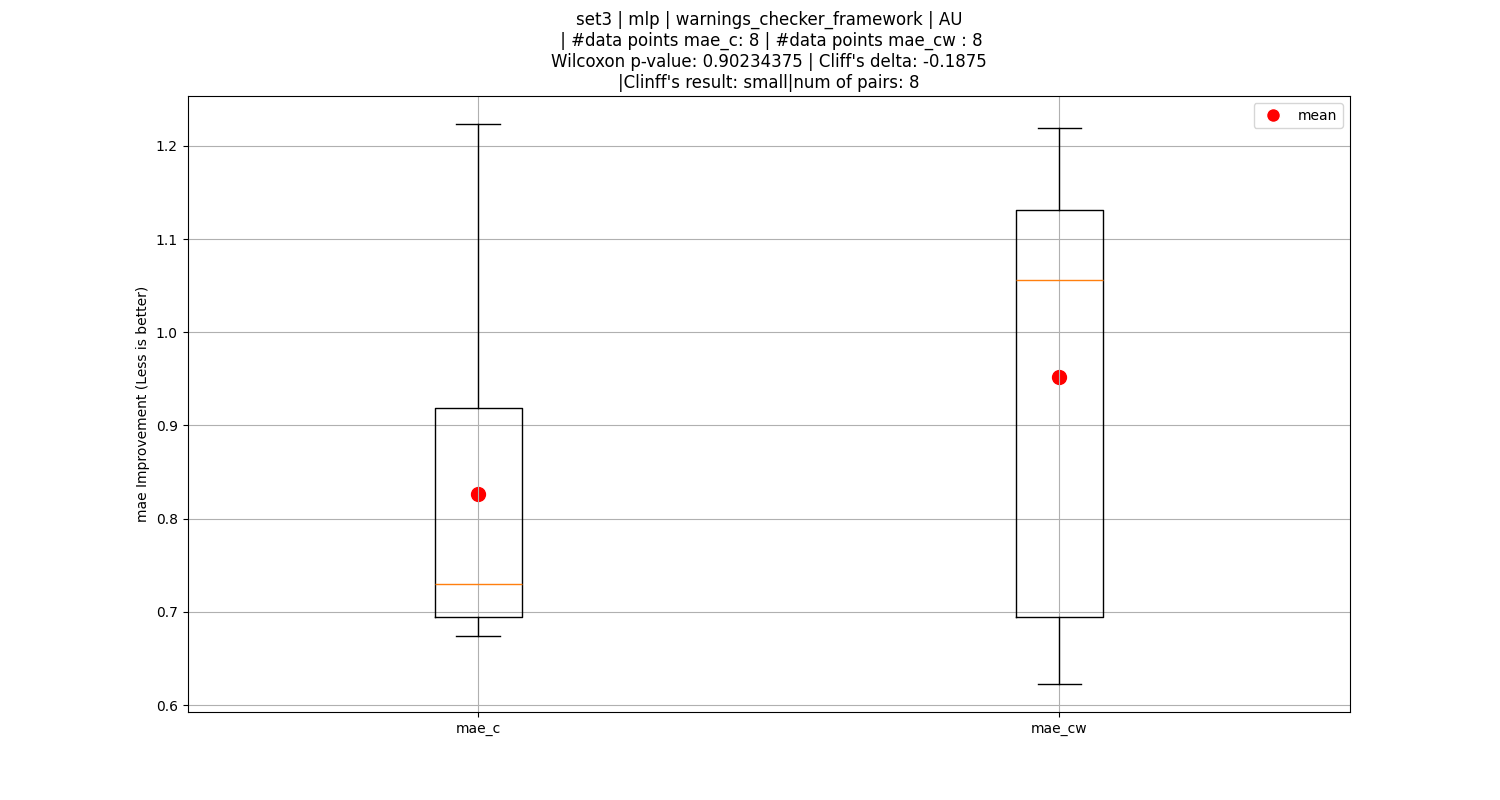 set3 | mlp | warnings_checker_framework | AU
| #data points mae_c: 8 | #data points mae_cw : 8
Wilcoxon p-value: 0.90234375 | Cliff's delta: -0.1875
|Clinff's result: small|num of pairs: 8
mean
mae Improvement (Less is better)
1.2
1.1
1.0
0.9
0.8
0.7
0.6
mae_c
mae_cw